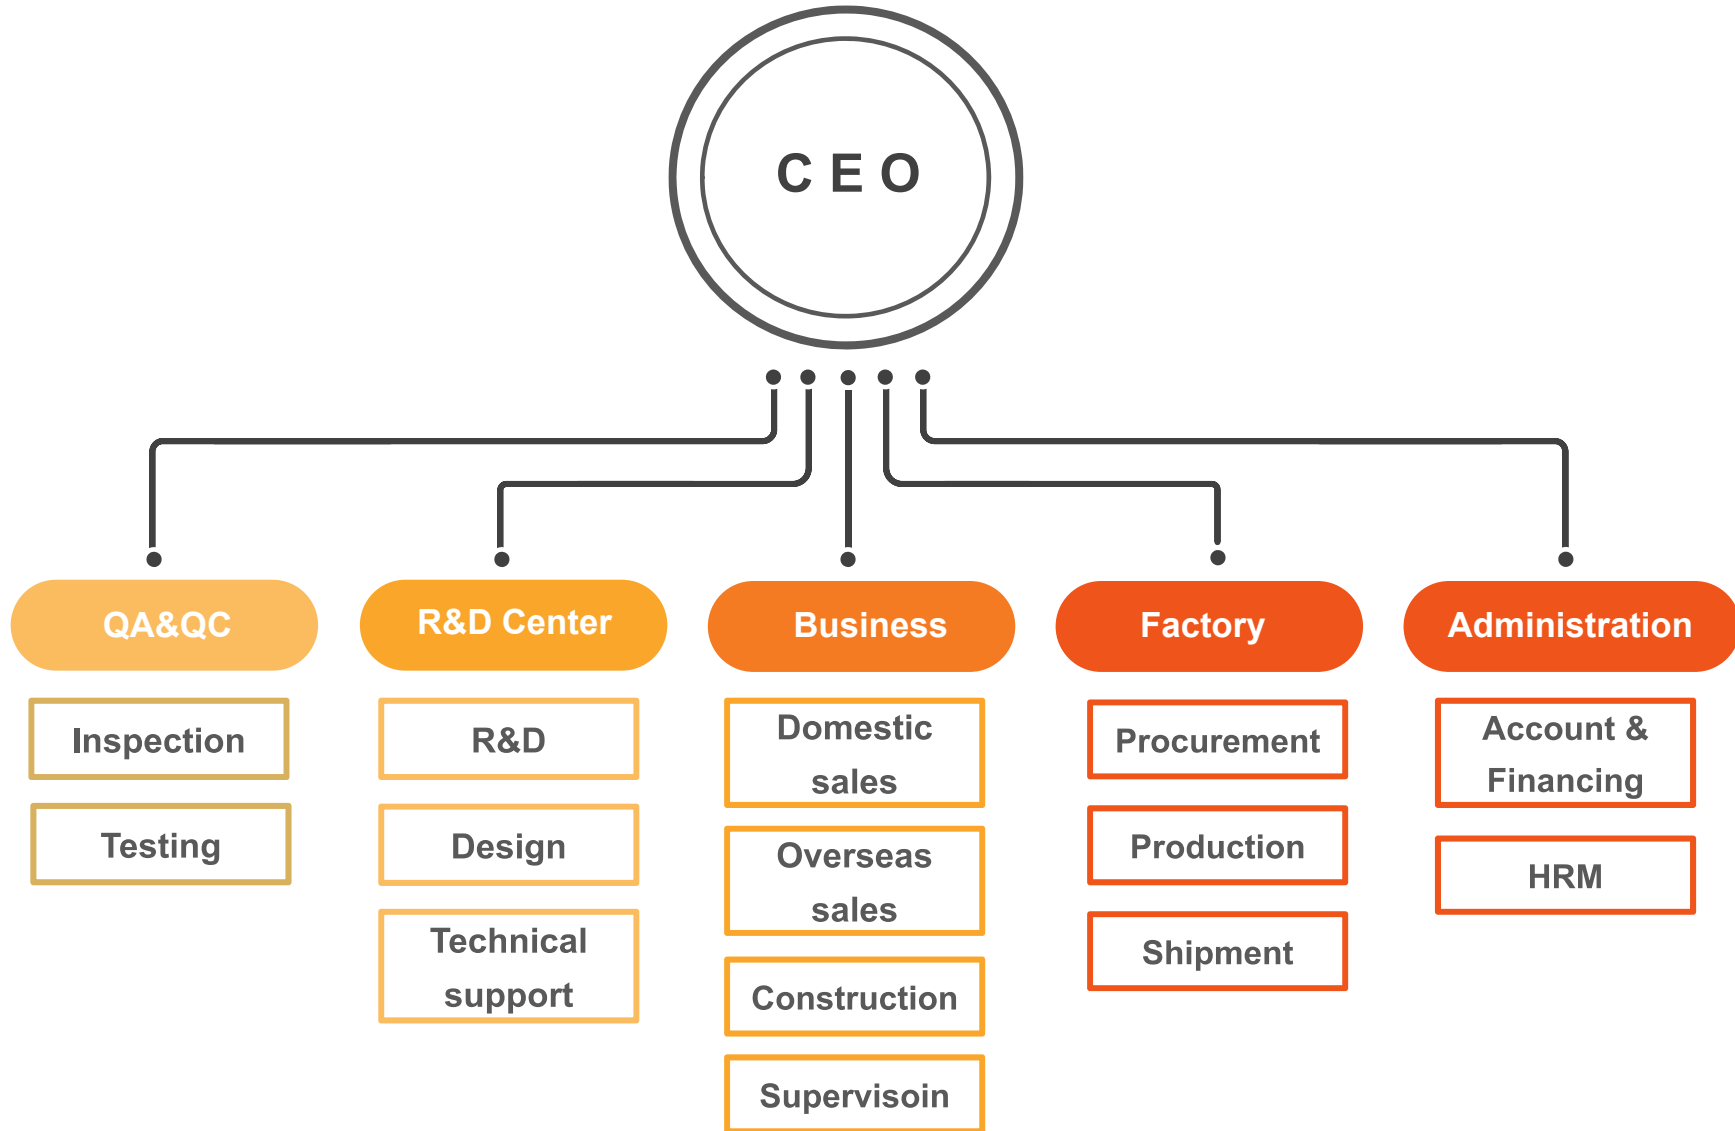 CEO
QA&QC
R&D Center
Business
Factory
Administration
Inspection
Testing
R&D
Design
Technical
support
Domestic
sales
Overseas
sales
Construction
Supervisoin
Procurement
Production
Shipment
Account &
Financing
HRM